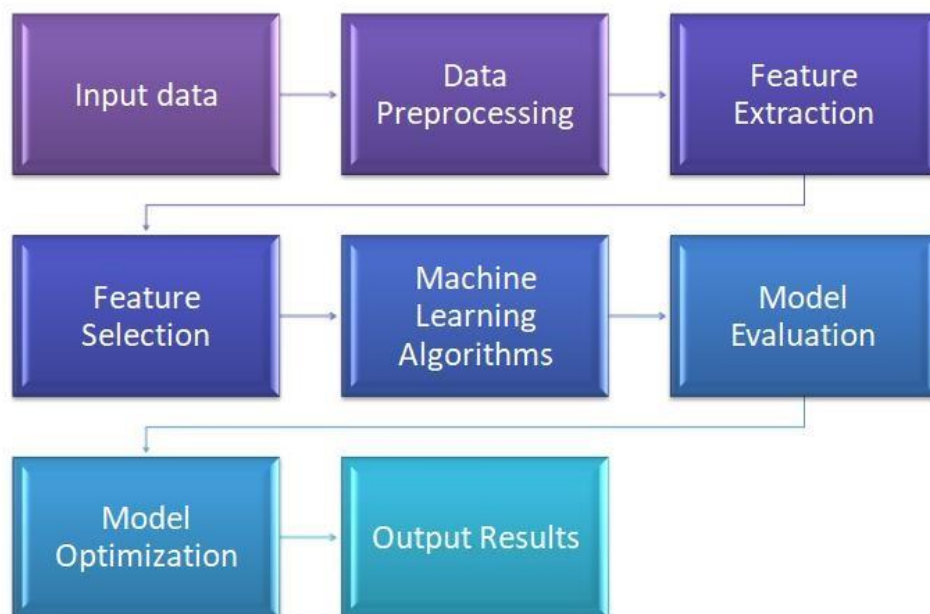 Input data
Data
Preprocessing
Feature
Extraction
Feature
Selection
Machine
Learning
Algorithms
Model
Evaluation
Model
Optimization
Output Results